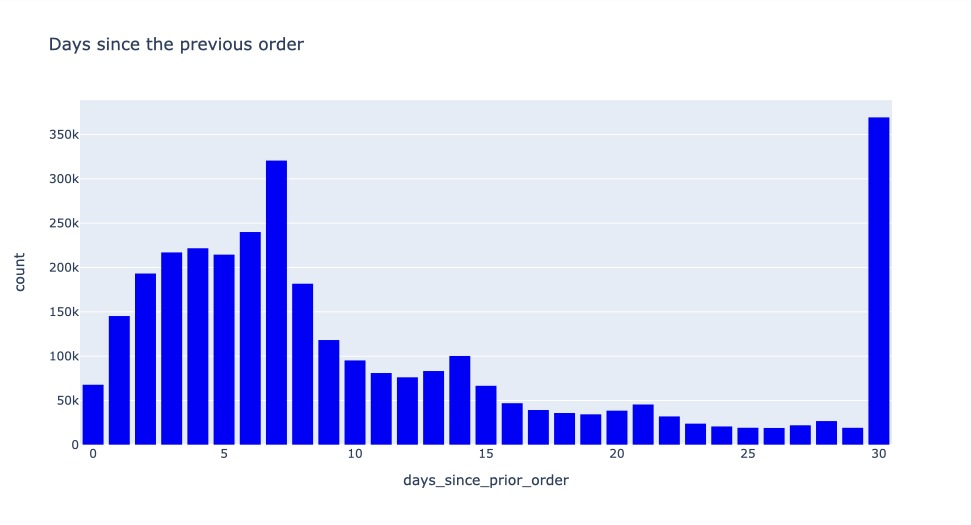 Days since the previous order
count
350k
300k
250k
200k
150k
100k
50k
0
0 5 10 15 20 25 30
days_since_prior_order